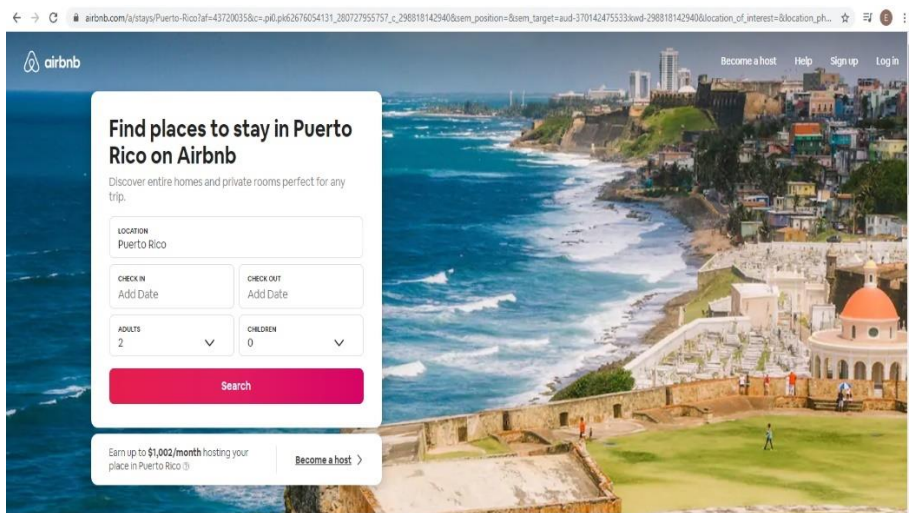 airbnb.com/a/stays/Puerto-Rico?af=43720035&c=.pi0.pk62676054131_280727955757_c_298818142940&sem_position=&sem_target=aud-370142475533:kwd-298818142940&location_of_interest=&location_ph...
E
airbnb
Become a host Help Sign up Log in
Find places to stay in Puerto
Rico on Airbnb
Discover entire homes and private rooms perfect for any
trip.
LOCATION
Puerto Rico
CHECK IN CHECK OUT
Add Date Add Date
ADULTS CHILDREN
2 0
Search
Earn up to $1,002/month hosting your
place in Puerto Rico
Become a host